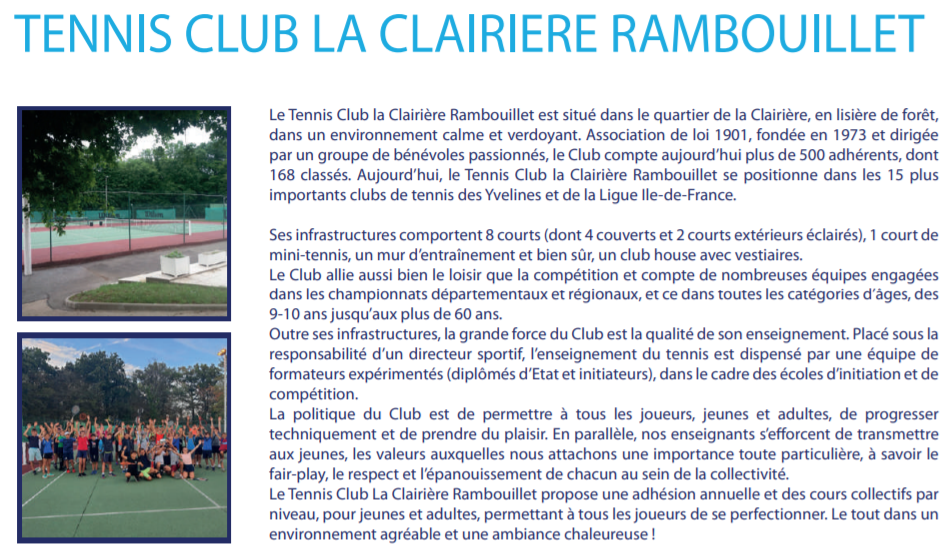 TENNIS CLUB LA CLAIRIERE RAMBOUILLET
Le Tennis Club la Clairière Rambouillet est situé dans le quartier de la Clairière, en lisière de forêt,
dans un environnement calme et verdoyant. Association de loi 1901, fondée en 1973 et dirigée
par un groupe de bénévoles passionnés, le Club compte aujourd'hui plus de 500 adhérents, dont
168 classés. Aujourd'hui, le Tennis Club la Clairière Rambouillet se positionne dans les 15 plus
importants clubs de tennis des Yvelines et de la Ligue Ile-de-France.
Ses infrastructures comportent 8 courts (dont 4 couverts et 2 courts extérieurs éclairés), 1 court de
mini-tennis, un mur d'entraînement et bien sûr, un club house avec vestiaires.
Le Club allie aussi bien le loisir que la compétition et compte de nombreuses équipes engagées
dans les championnats départementaux et régionaux, et ce dans toutes les catégories d'âges, des
9-10 ans jusqu'aux plus de 60 ans.
Outre ses infrastructures, la grande force du Club est la qualité de son enseignement. Placé sous la
responsabilité d'un directeur sportif, l'enseignement du tennis est dispensé par une équipe de
formateurs expérimentés (diplômés d'Etat et initiateurs), dans le cadre des écoles d'initiation et de
compétition.
La politique du Club est de permettre à tous les joueurs, jeunes et adultes, de progresser
techniquement et de prendre du plaisir. En parallèle, nos enseignants s'efforcent de transmettre
aux jeunes, les valeurs auxquelles nous attachons une importance toute particulière, à savoir le
fair-play, le respect et l'épanouissement de chacun au sein de la collectivité.
Le Tennis Club La Clairière Rambouillet propose une adhésion annuelle et des cours collectifs par
niveau, pour jeunes et adultes, permettant à tous les joueurs de se perfectionner. Le tout dans un
environnement agréable et une ambiance chaleureuse !